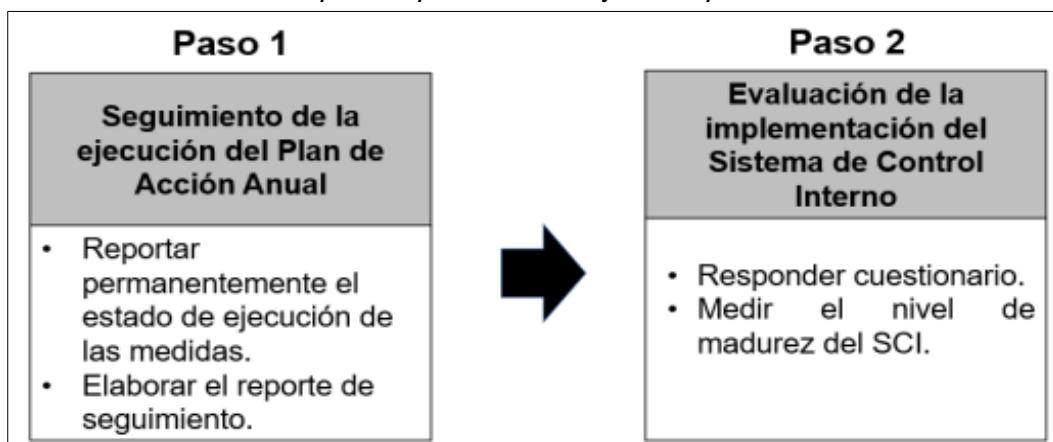 Paso 1
Seguimiento de la
ejecución del Plan de
Acción Anual
• Reportar
permanentemente el
estado de ejecución de
las medidas.
• Elaborar el reporte de
seguimiento.
Paso 2
Evaluación de la
implementación del
Sistema de Control
Interno
• Responder cuestionario.
• Medir el nivel de
madurez del SCI.